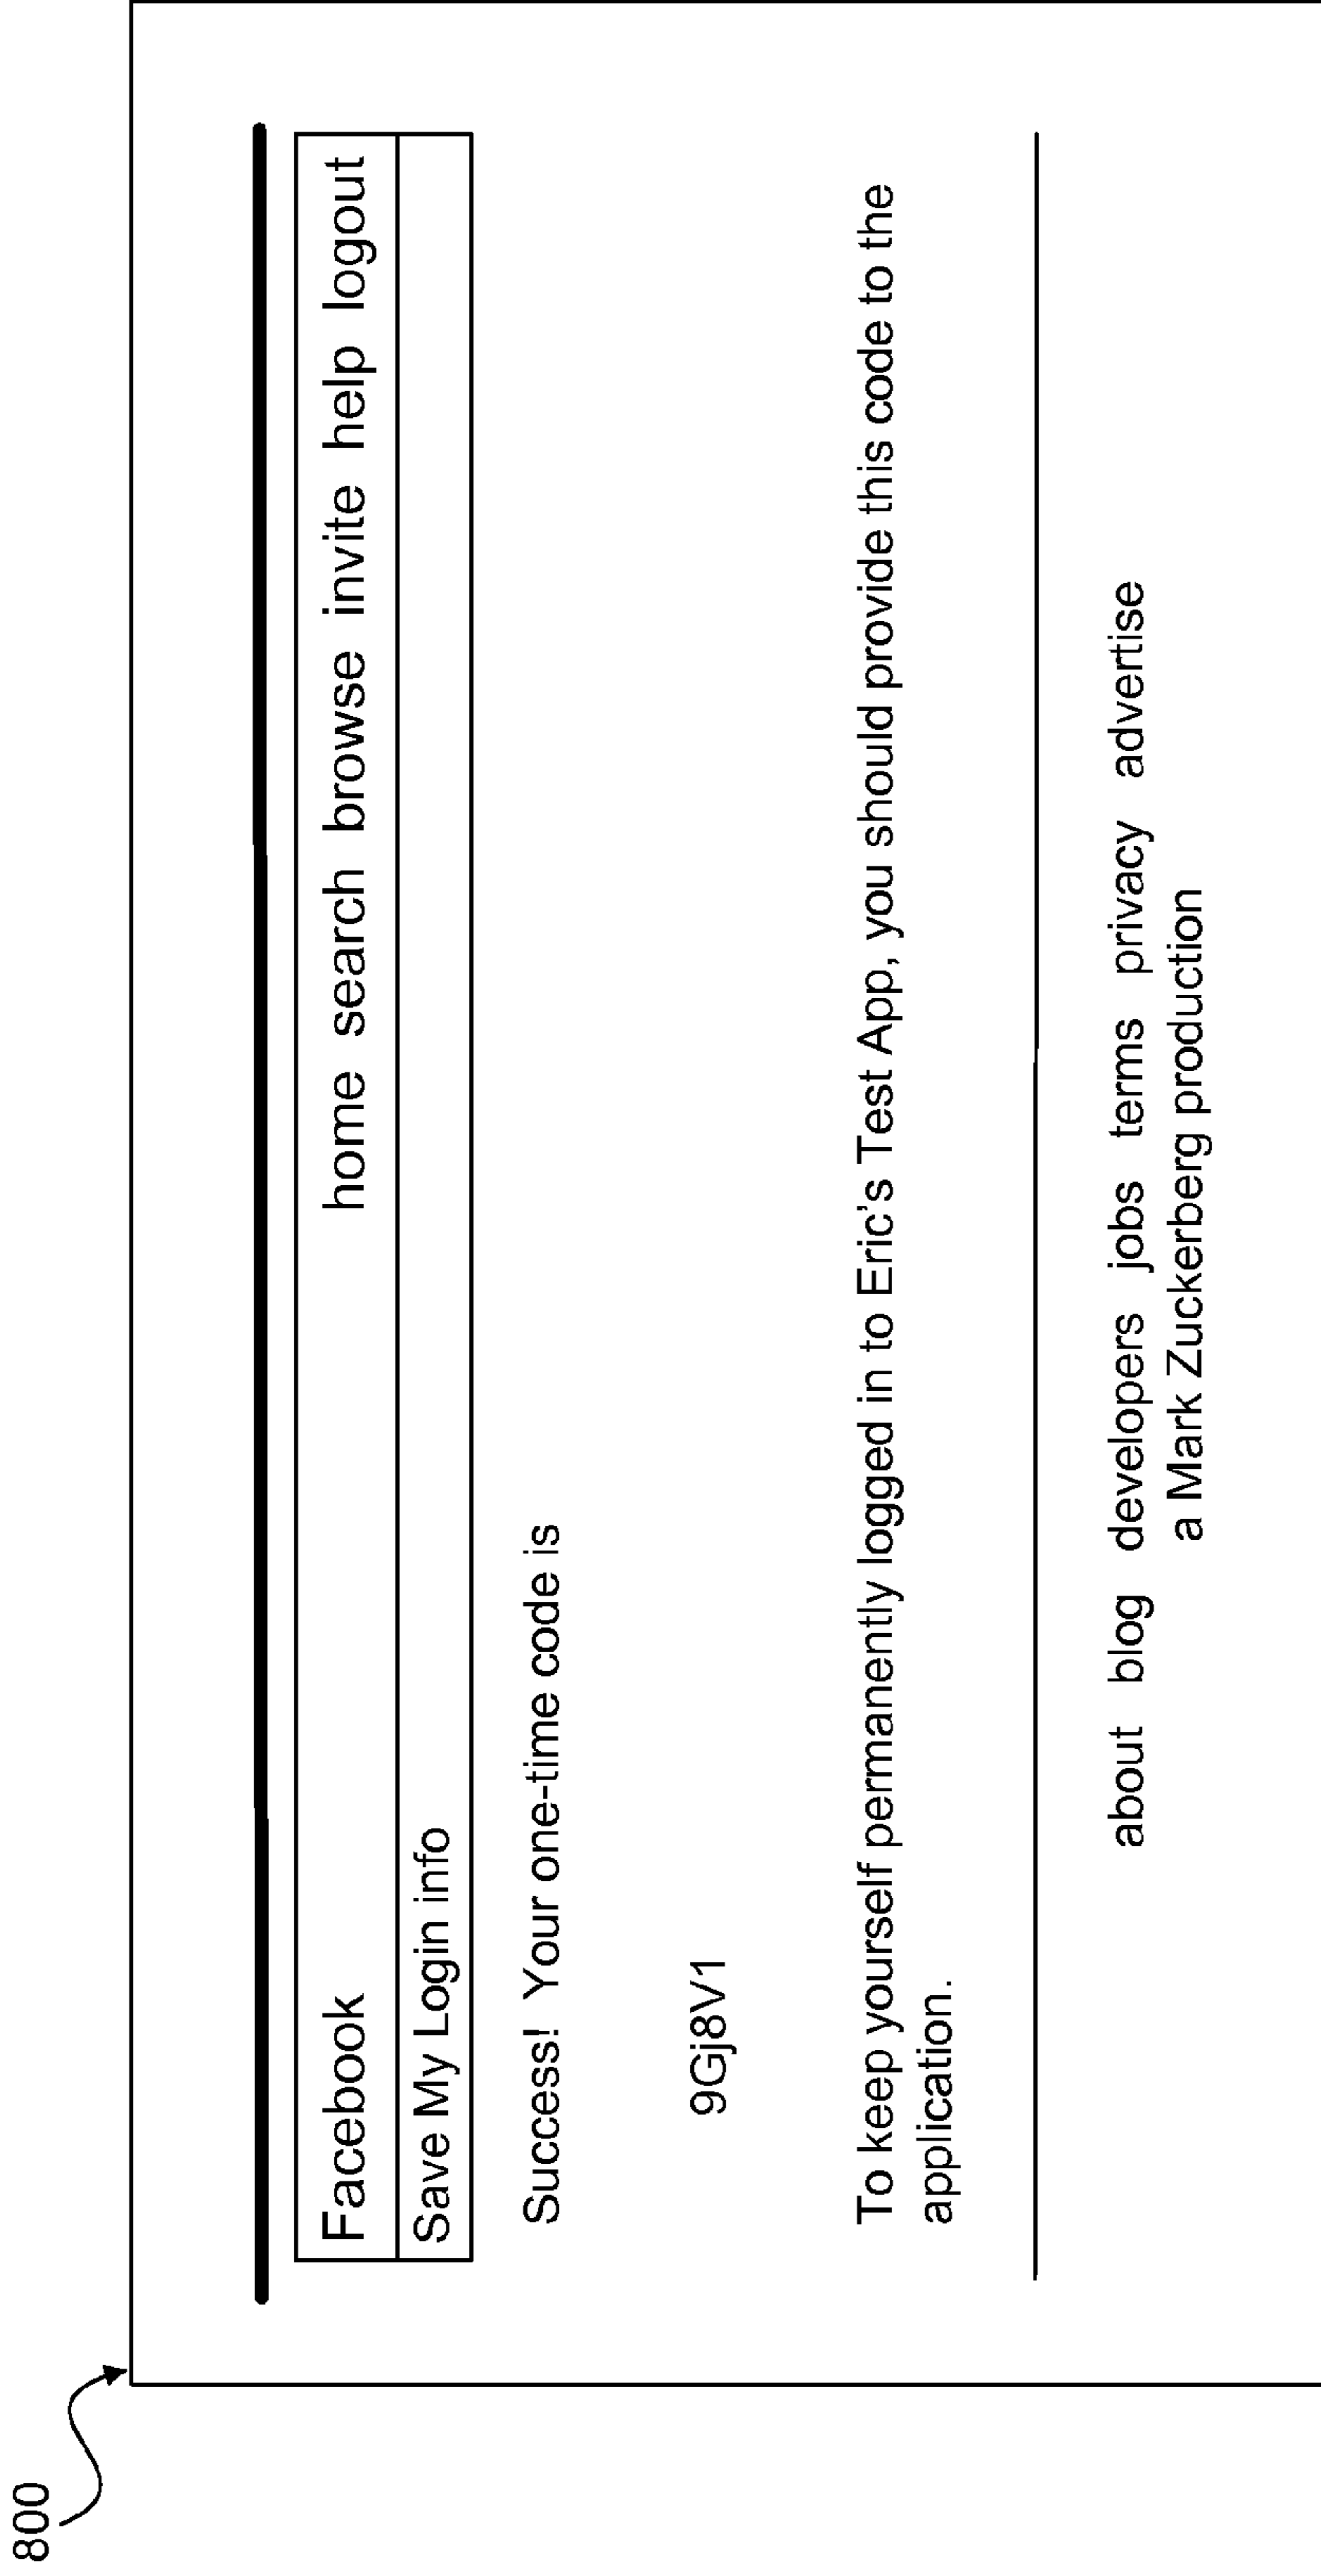 800
Facebook home search browse invite help logout
Save My Login info
Success! Your one-time code is
9Gj8V1
To keep yourself permanently logged in to Eric's Test App, you should provide this code to the
application.
about blog developers jobs terms privacy advertise
a Mark Zuckerberg production